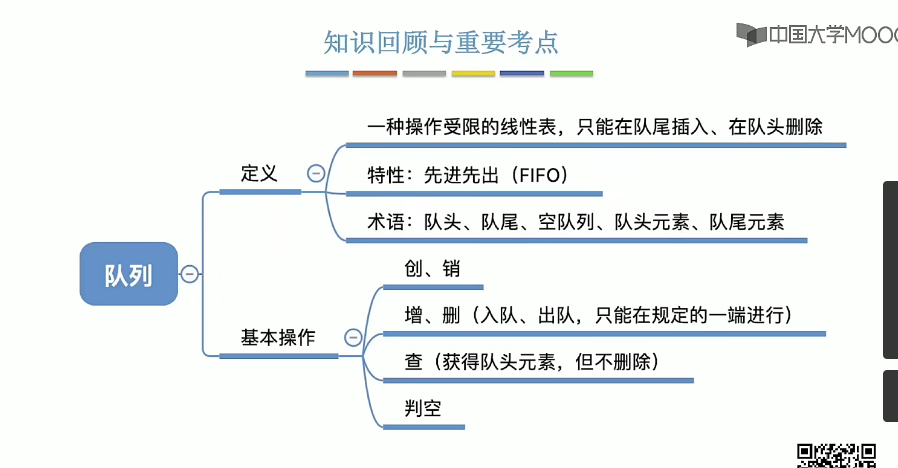 知识回顾与重要考点
中国大学MOOC
一种操作受限的线性表，只能在队尾插入、在队头删除
定义
特性：先进先出（FIFO）
术语：队头、队尾、空队列、队头元素、队尾元素
队列
创、销
增、删（入队、出队，只能在规定的一端进行）
基本操作
查（获得队头元素，但不删除）
判空